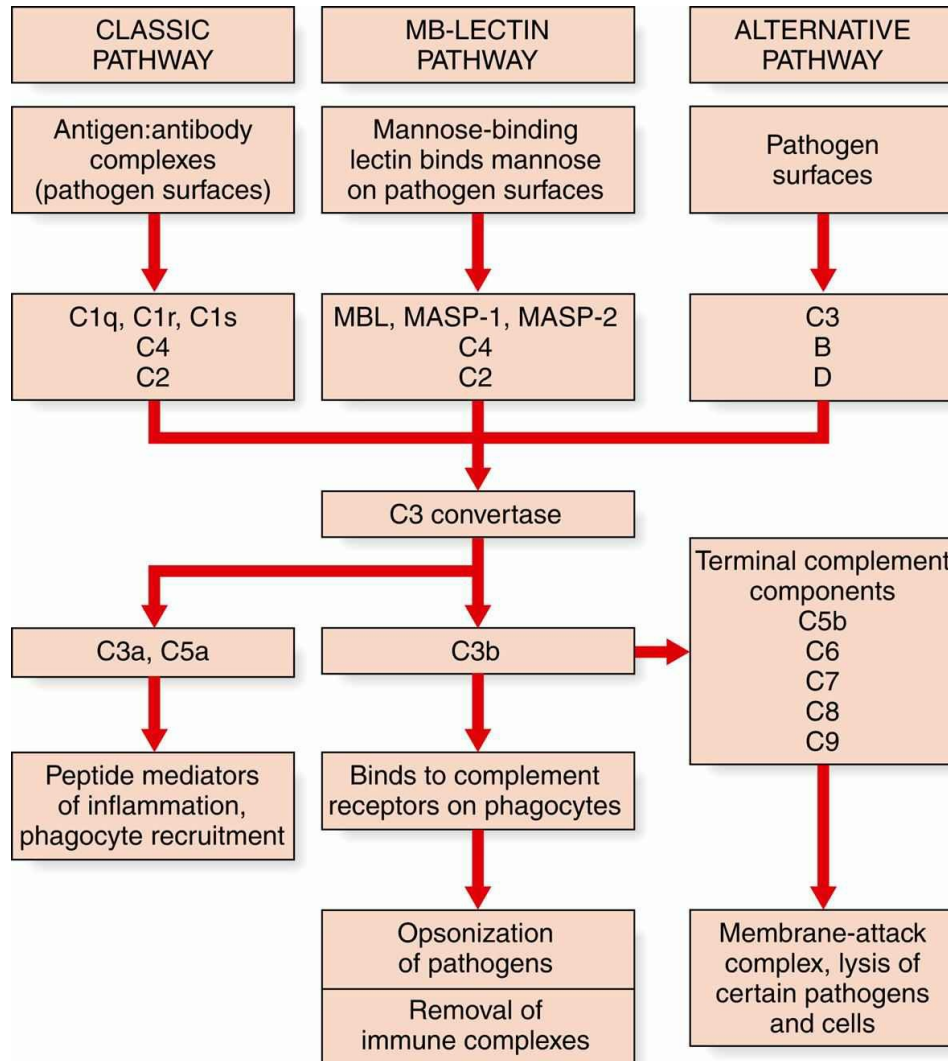 CLASSIC
PATHWAY
MB-LECTIN
PATHWAY
ALTERNATIVE
PATHWAY
Antigen:antibody
complexes
(pathogen surfaces)
Mannose-binding
lectin binds mannose
on pathogen surfaces
Pathogen
surfaces
C1q, C1r, C1s
C4
C2
MBL, MASP-1, MASP-2
C4
C2
C3
B
D
C3 convertase
C3a, C5a
C3b
Terminal complement
components
C5b
C6
C7
C8
C9
Peptide mediators
of inflammation,
phagocyte recruitment
Binds to complement
receptors on phagocytes
Opsonization
of pathogens
Removal of
immune complexes
Membrane-attack
complex, lysis of
certain pathogens
and cells